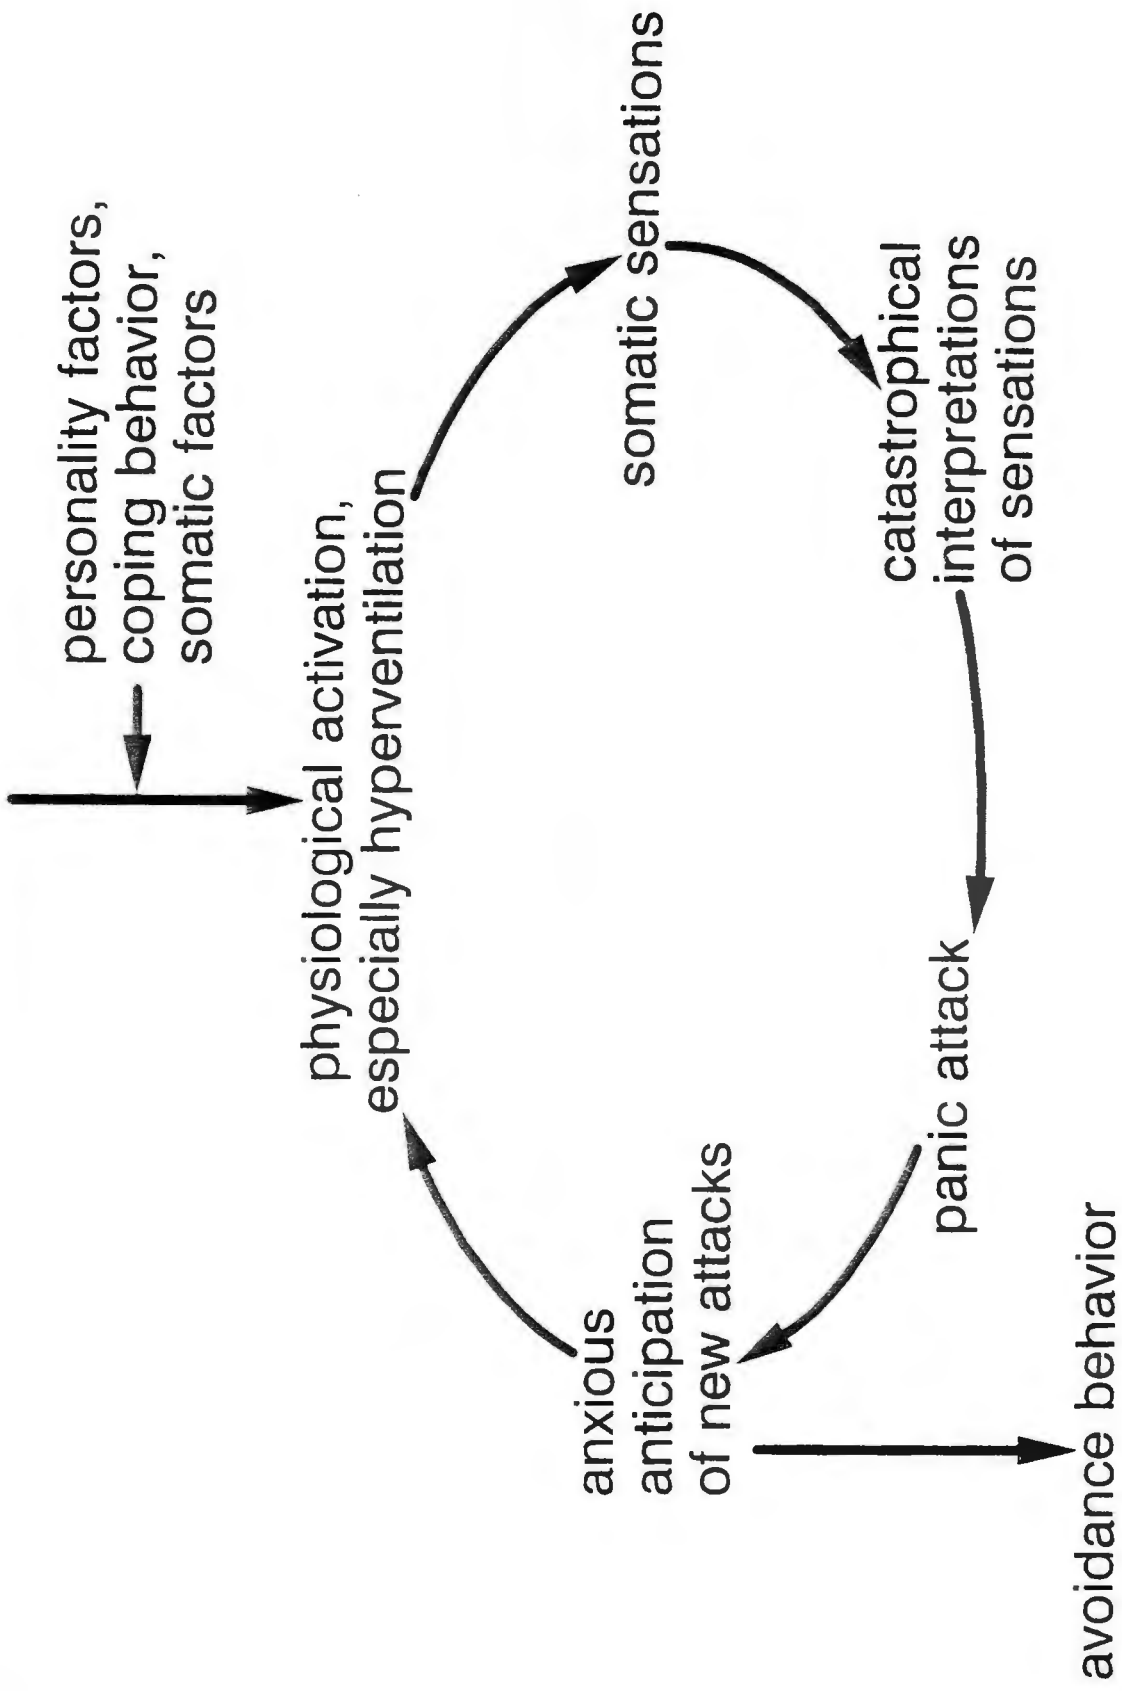 personality factors,
coping behavior,
somatic factors
physiological activation,
especially hyperventilation
somatic sensations
catastrophical
interpretations
of sensations
panic attack
anxious
anticipation
of new attacks
avoidance behavior